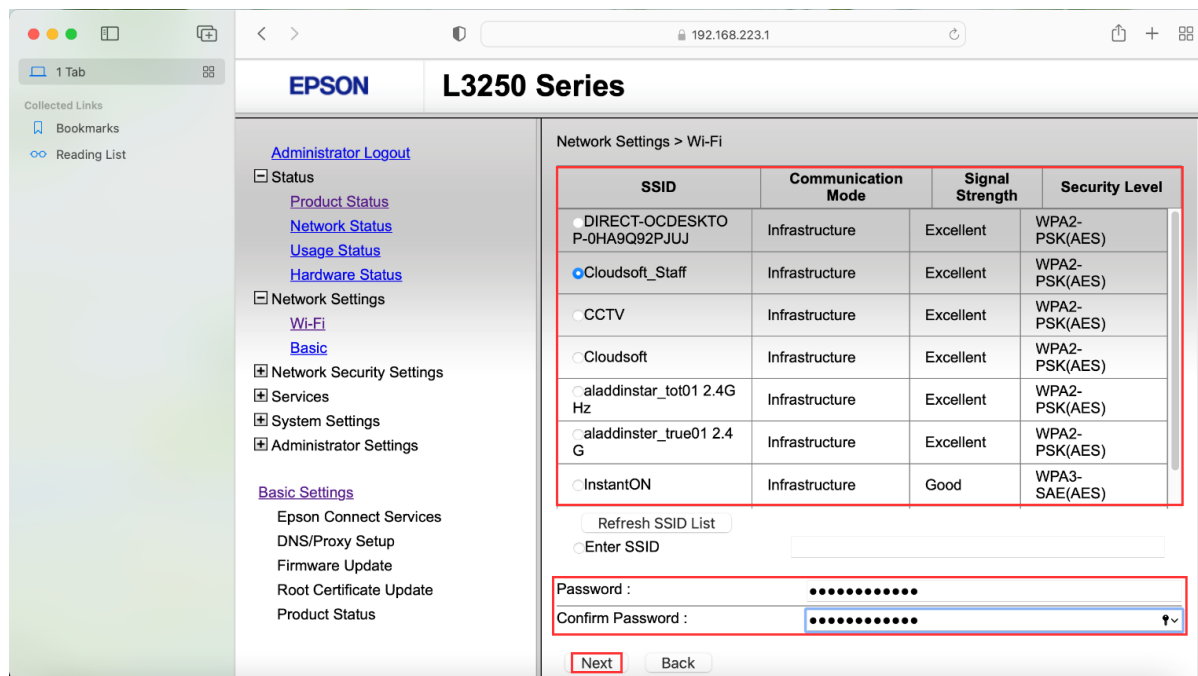 1 Tab
Collected Links
Bookmarks
Reading List
192.168.223.1
EPSON
L3250 Series
Administrator Logout
Status
Product Status
Network Status
Usage Status
Hardware Status
Network Settings
Wi-Fi
Basic
Network Security Settings
Services
System Settings
Administrator Settings
Basic Settings
Epson Connect Services
DNS/Proxy Setup
Firmware Update
Root Certificate Update
Product Status
Network Settings > Wi-Fi
SSID Communication Mode Signal Strength Security Level
DIRECT-OCDESKTO
P-0HA9Q92PJUJ Infrastructure Excellent WPA2-
PSK(AES)
Cloudsoft_Staff Infrastructure Excellent WPA2-
PSK(AES)
CCTV Infrastructure Excellent WPA2-
PSK(AES)
Cloudsoft Infrastructure Excellent WPA2-
PSK(AES)
aladdinstar_tot01 2.4G
Hz Infrastructure Excellent WPA2-
PSK(AES)
aladdinster_true01 2.4
G Infrastructure Excellent WPA2-
PSK(AES)
InstantON Infrastructure Good WPA3-
SAE(AES)
Refresh SSID List
Enter SSID
Password : ●●●●●●●●●●●●
Confirm Password : ●●●●●●●●●●●●
Next Back